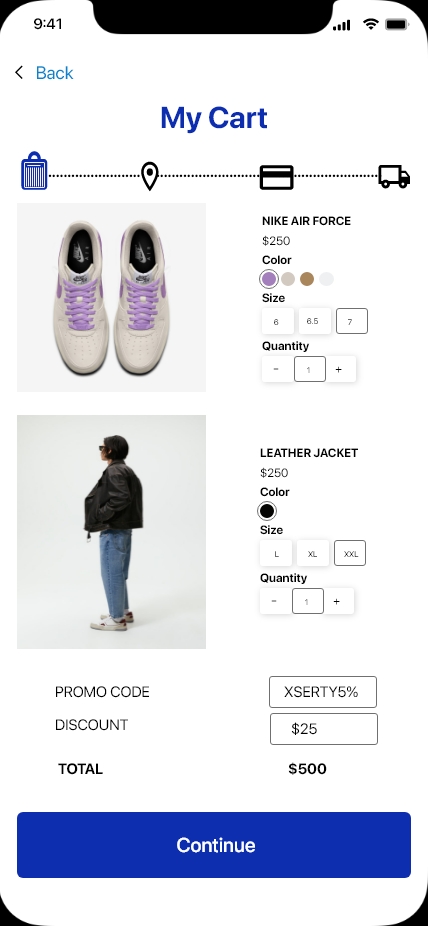 9:41
Back
My Cart
NIKE AIR FORCE
$250
Color
Size
6 6.5 7
Quantity
- 1 +
LEATHER JACKET
$250
Color
Size
L XL XXL
Quantity
- 1 +
PROMO CODE XSERTY5%
DISCOUNT $25
TOTAL $500
Continue